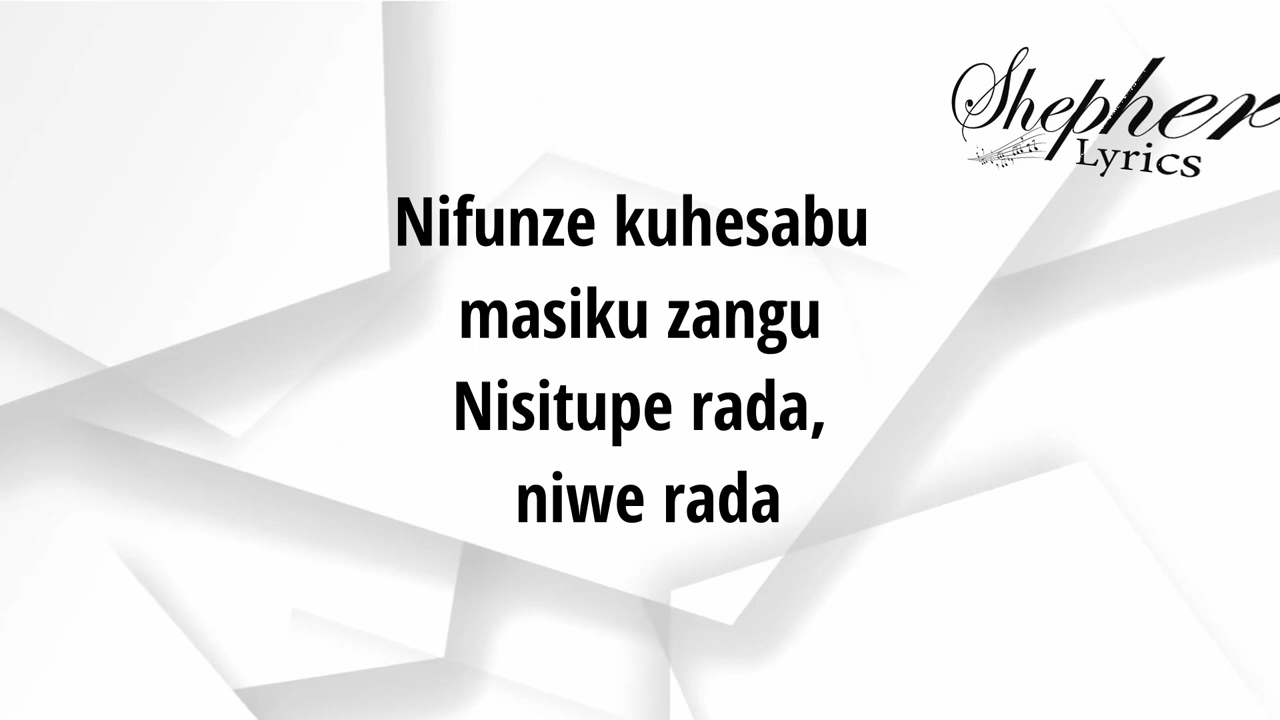 Shepher
Lyrics
Nifunze kuhesabu
masiku zangu
Nisitupe rada,
niwe rada